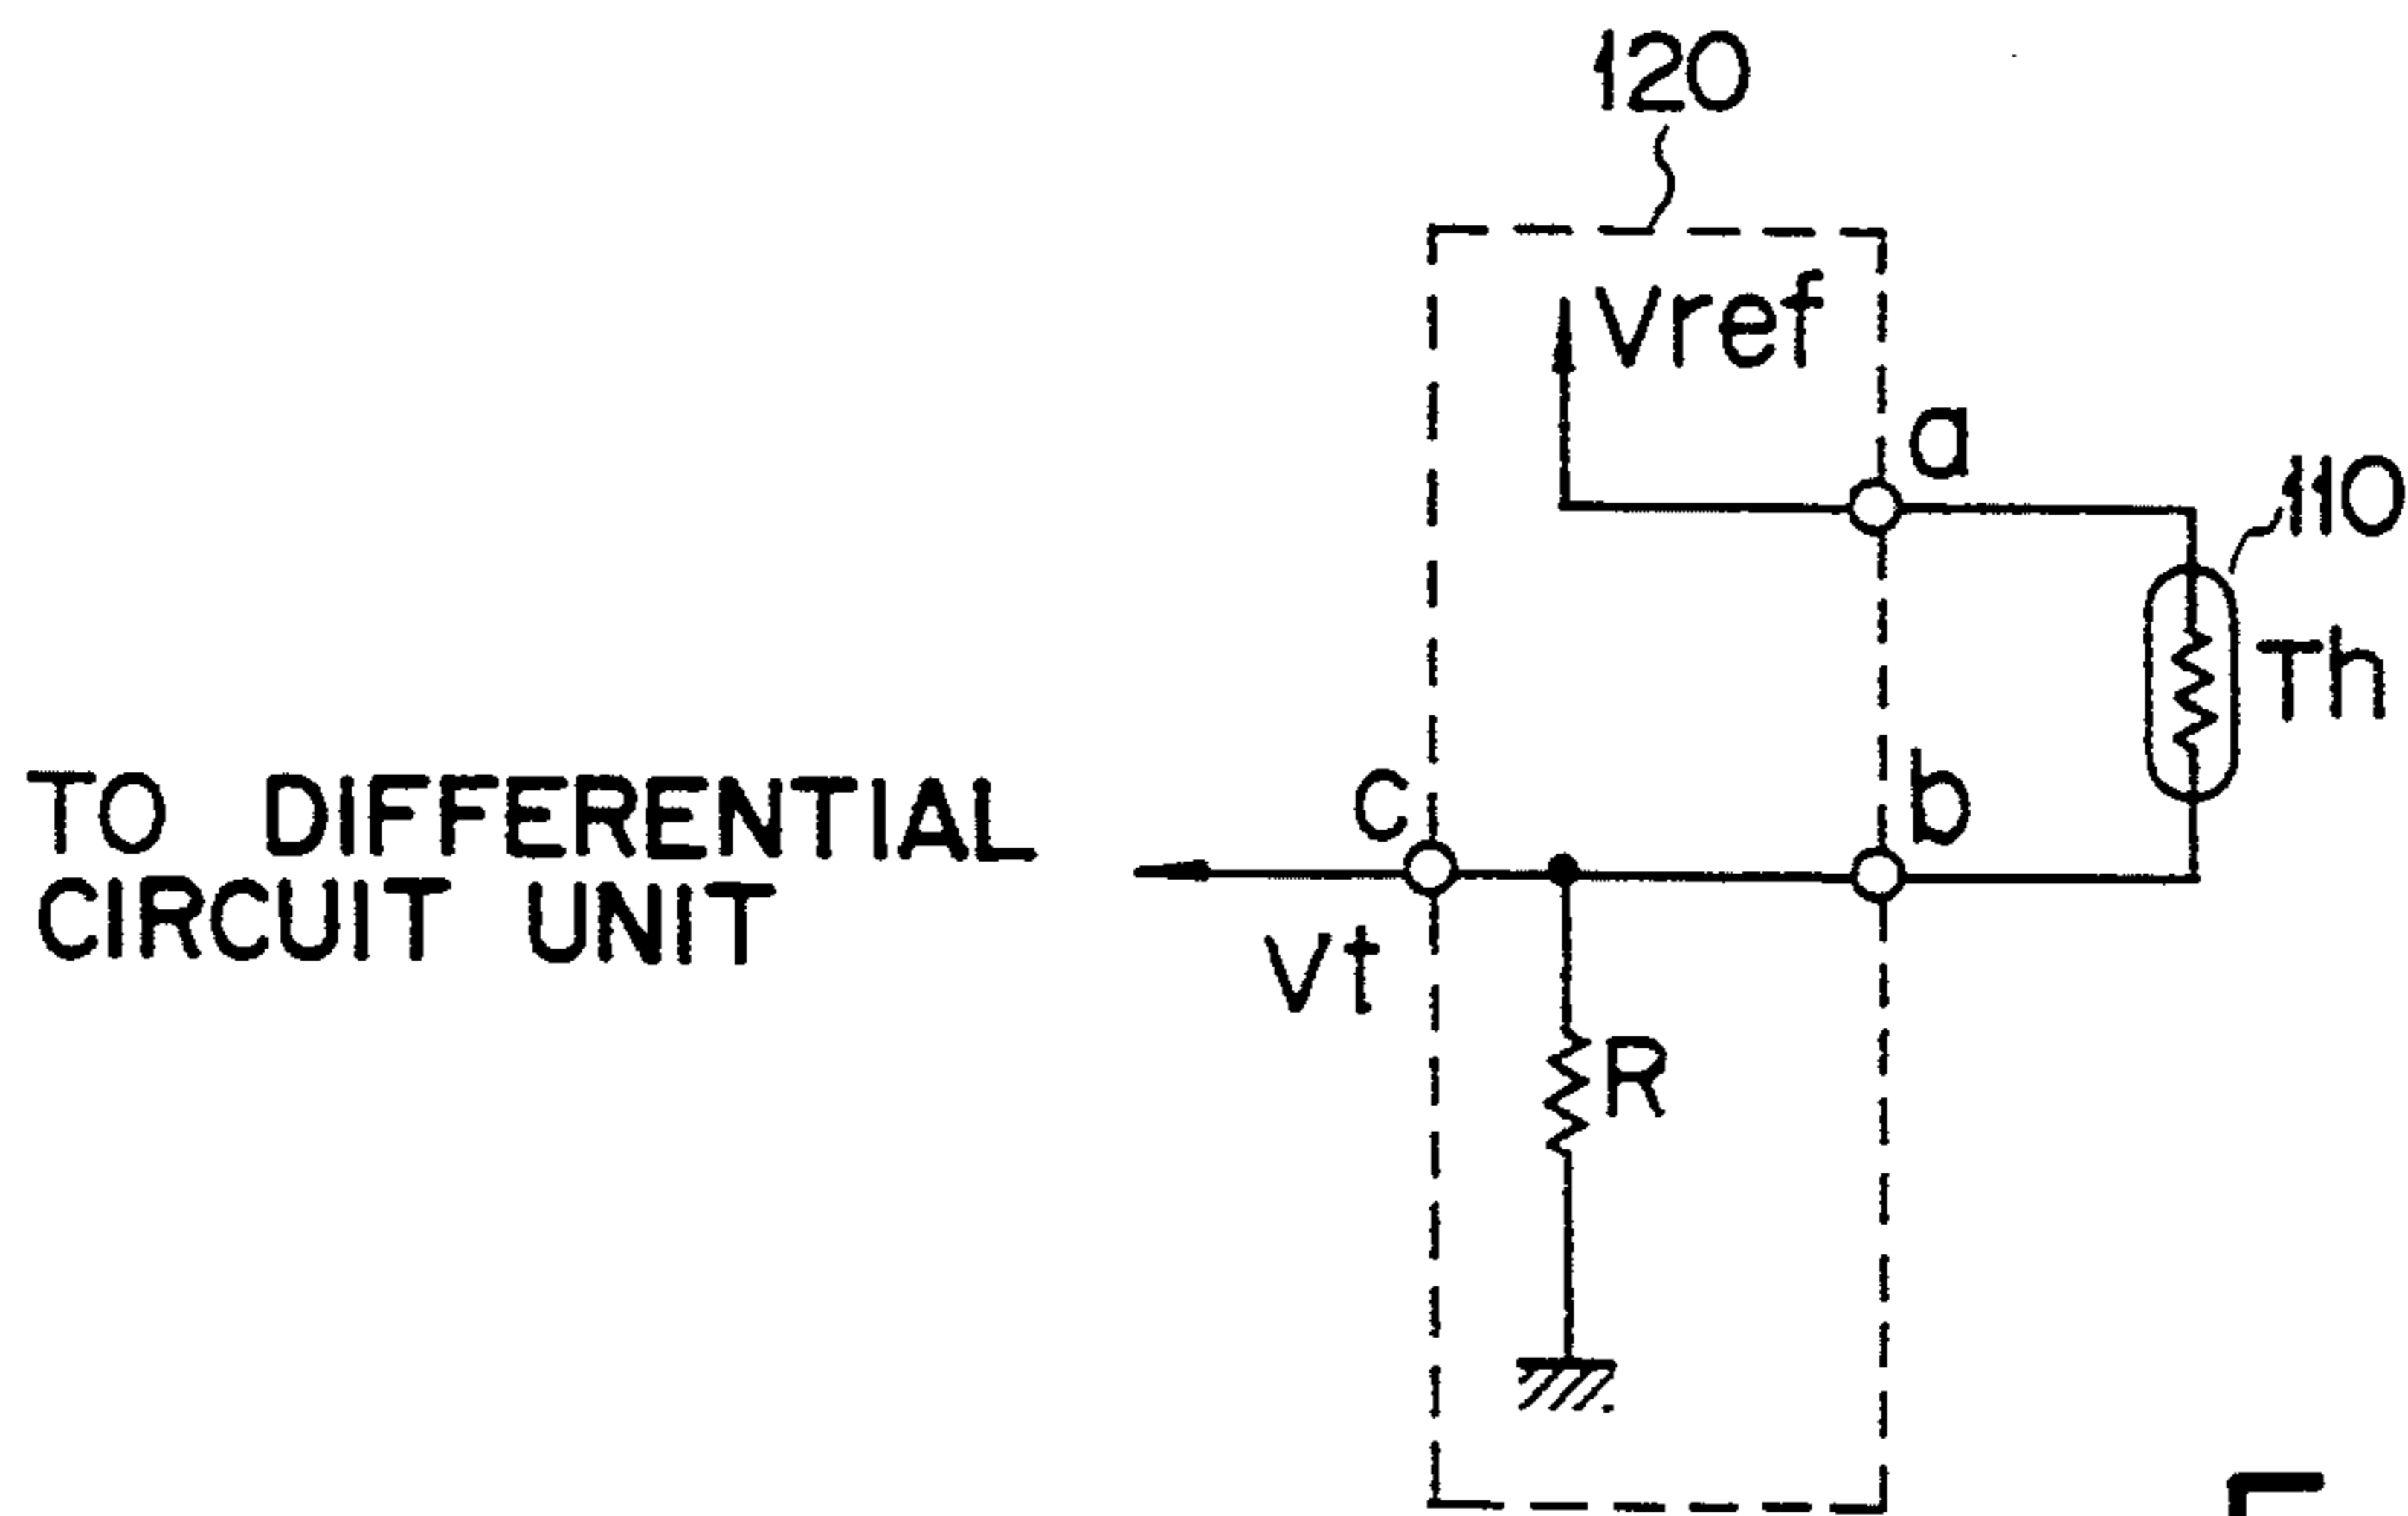 120
Vref
a
110
Th
b
c
TO DIFFERENTIAL
CIRCUIT UNIT
Vt
R